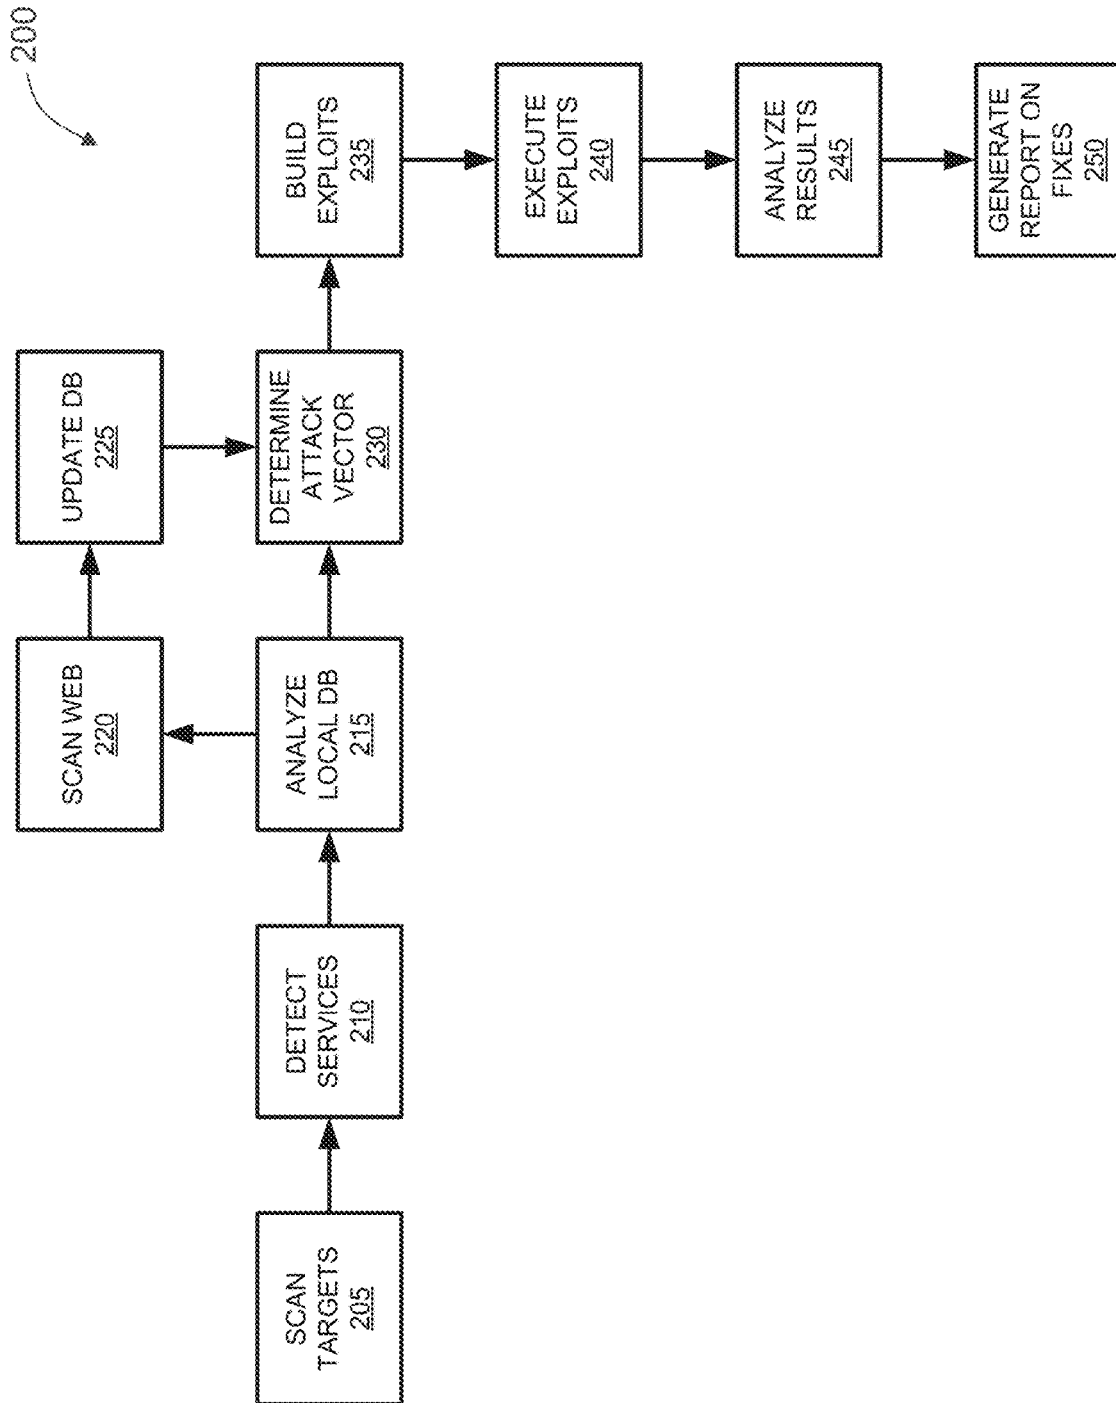 200
SCAN
TARGETS
205
DETECT
SERVICES
210
ANALYZE
LOCAL DB
215
SCAN WEB
220
UPDATE DB
225
DETERMINE
ATTACK
VECTOR
230
BUILD
EXPLOITS
235
EXECUTE
EXPLOITS
240
ANALYZE
RESULTS
245
GENERATE
REPORT ON
FIXES
250